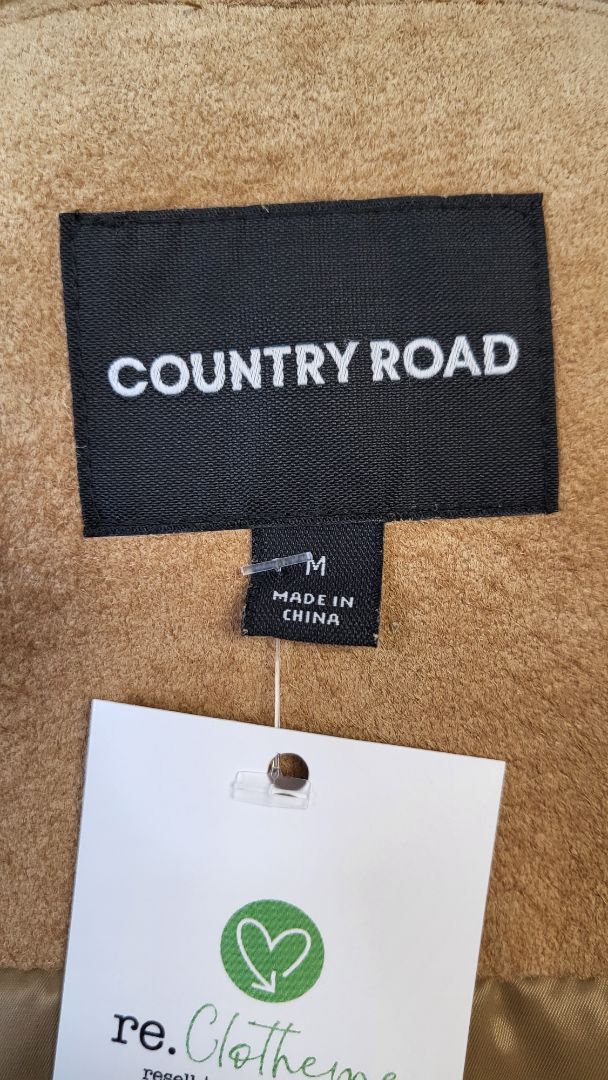 COUNTRY ROAD
M
MADE IN
CHINA
re. Clotheme